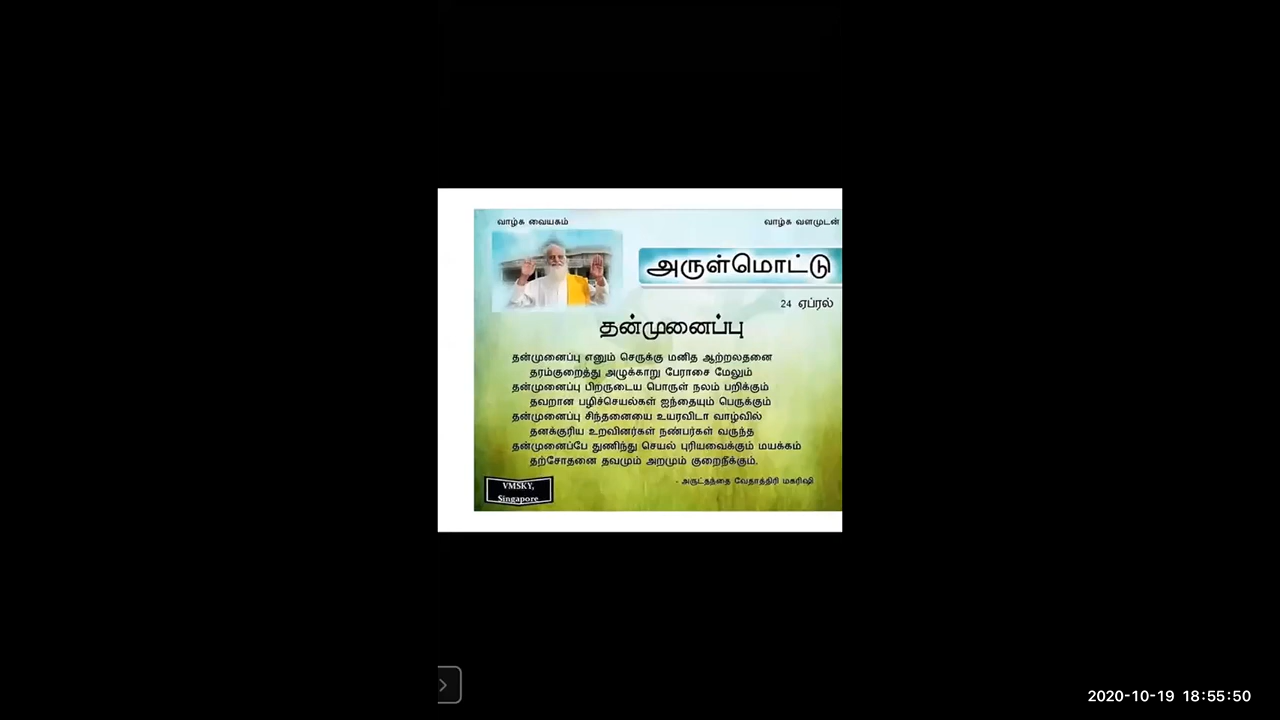 வாழ்க வையகம்
வாழ்க வளமுடன்
அருள்மொட்டு
24 ஏப்ரல்
தன்முனைப்பு
தன்முனைப்பு எனும் செருக்கு மனித ஆற்றலதனை
தரம்குறைத்து அழுக்காறு பேராசை மேலும்
தன்முனைப்பு பிறருடைய பொருள் நலம் பறிக்கும்
தவறான பழிச்செயல்கள் ஐந்தையும் பெருக்கும்
தன்முனைப்பு சிந்தனையை உயரவிடா வாழ்வில்
தனக்குரிய உறவினர்கள் நண்பர்கள் வருந்த
தன்முனைப்பே துணிந்து செயல் புரியவைக்கும் மயக்கம்
தற்சோதனை தவமும் அறமும் குறைநீக்கும்.
- அருட்தந்தை வேதாத்திரி மகரிஷி
VMSKY,
Singapore
2020-10-19 18:55:50